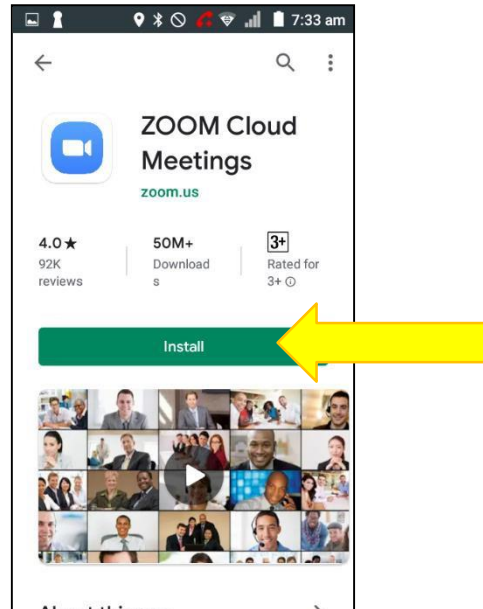 7:33 am
ZOOM Cloud
Meetings
zoom.us
4.0★ 50M+ 3+
92K Download Rated for
reviews s 3+
Install